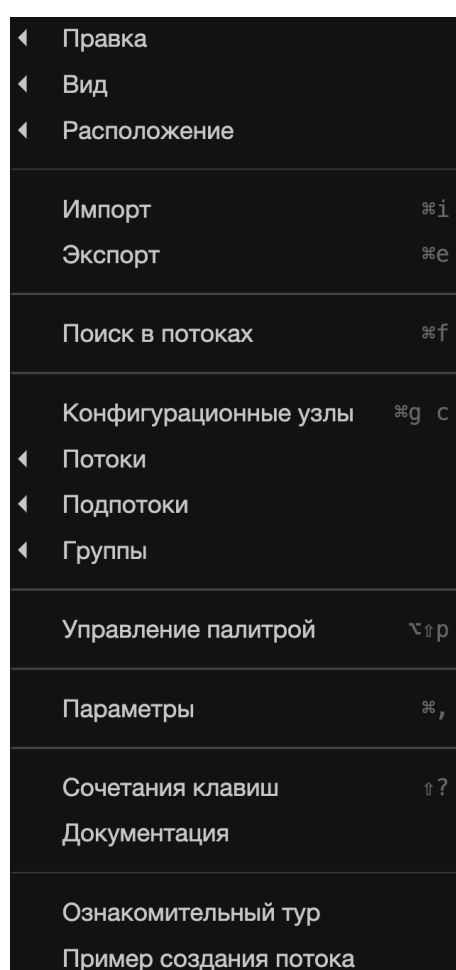 Правка
Вид
Расположение
Импорт ⌘i
Экспорт ⌘e
Поиск в потоках ⌘f
Конфигурационные узлы ⌘g c
Потоки
Подпотоки
Группы
Управление палитрой ⌥⇧p
Параметры ⌘,
Сочетания клавиш ⇧?
Документация
Ознакомительный тур
Пример создания потока